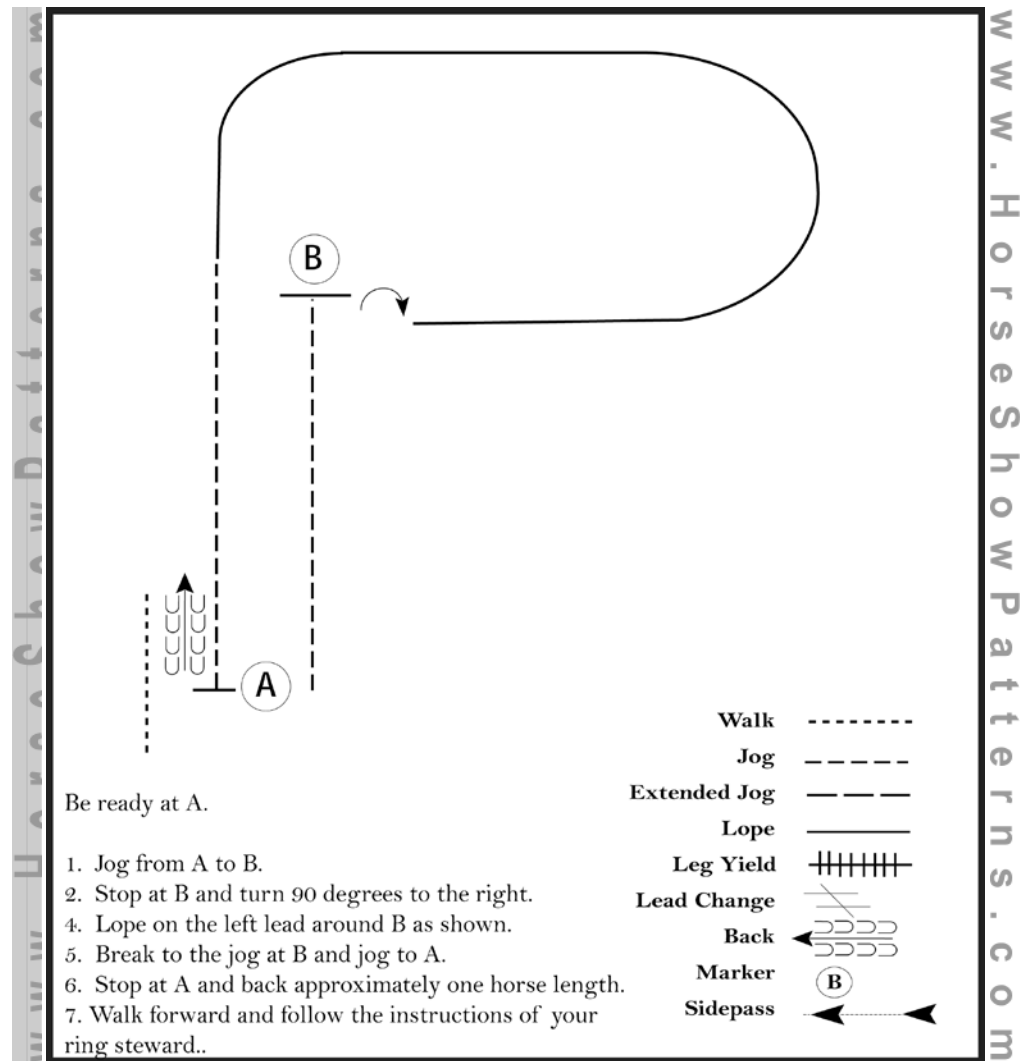 B
A
Walk
Jog
Extended Jog
Lope
Leg Yield
Lead Change
Back
Marker
B
Sidepass
Be ready at A.
1. Jog from A to B.
2. Stop at B and turn 90 degrees to the right.
4. Lope on the left lead around B as shown.
5. Break to the jog at B and jog to A.
6. Stop at A and back approximately one horse length.
7. Walk forward and follow the instructions of your
ring steward..
www.HorseShowPatterns.com